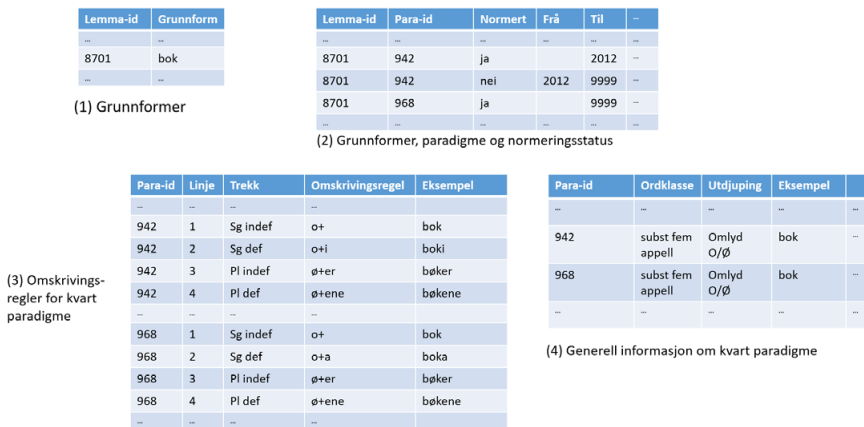 Lemma-id Grunnform
... ...
8701 bok
... ...
(1) Grunnformer
Lemma-id Para-id Normert Frå Til ...
... ... ... ... ...
8701 942 ja 2012 ...
8701 942 nei 2012 9999 ...
8701 968 ja 9999 ...
... ... ... ... ... ...
(2) Grunnformer, paradigme og normeringsstatus
Para-id Linje Trekk Omskrivingsregel Eksempel
... ... ... ...
942 1 Sg indef o+ bok
942 2 Sg def o+i boki
942 3 Pl indef ø+er bøker
942 4 Pl def ø+ene bøkene
... ... ... ... ...
968 1 Sg indef o+ bok
968 2 Sg def o+a boka
968 3 Pl indef ø+er bøker
968 4 Pl def ø+ene bøkene
... ... ...
(3) Omskrivings-
regler for kvart
paradigme
Para-id Ordklasse Utdjuping Eksempel
... ... ... ... ...
942 subst fem Omlyd bok ...
appell O/Ø
968 subst fem Omlyd bok ...
appell O/Ø
... ... ... ... ...
(4) Generell informasjon om kvart paradigme